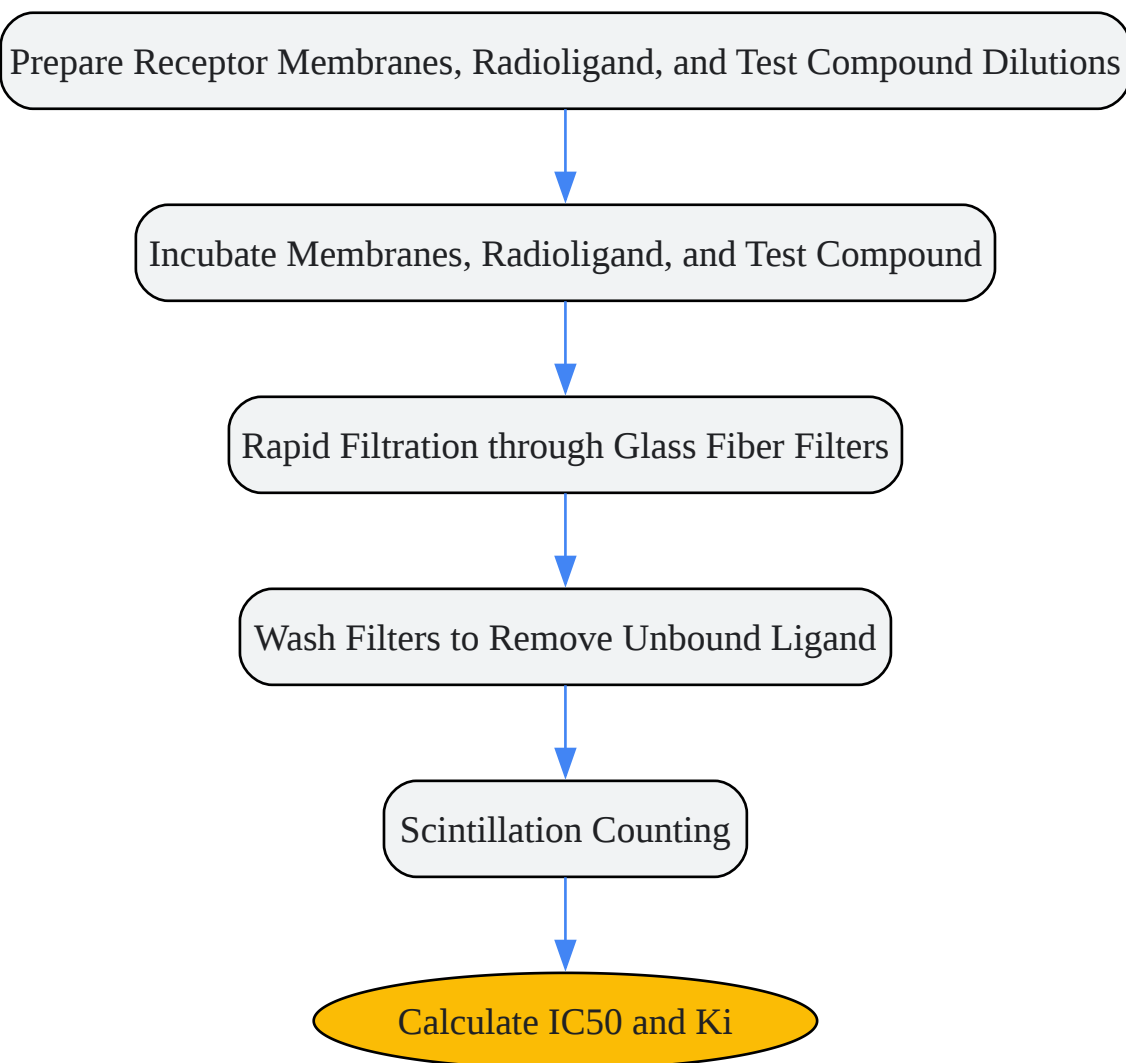 Prepare Receptor Membranes, Radioligand, and Test Compound Dilutions
Incubate Membranes, Radioligand, and Test Compound
Rapid Filtration through Glass Fiber Filters
Wash Filters to Remove Unbound Ligand
Scintillation Counting
Calculate IC50 and Ki